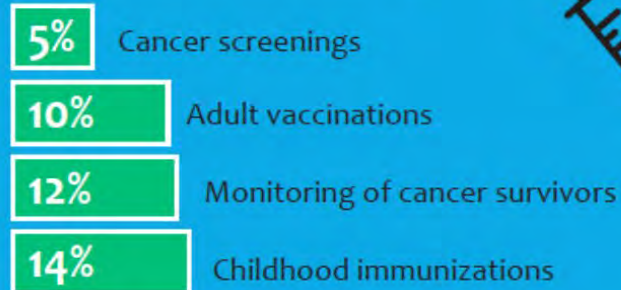 5% Cancer screenings
10% Adult vaccinations
12% Monitoring of cancer survivors
14% Childhood immunizations